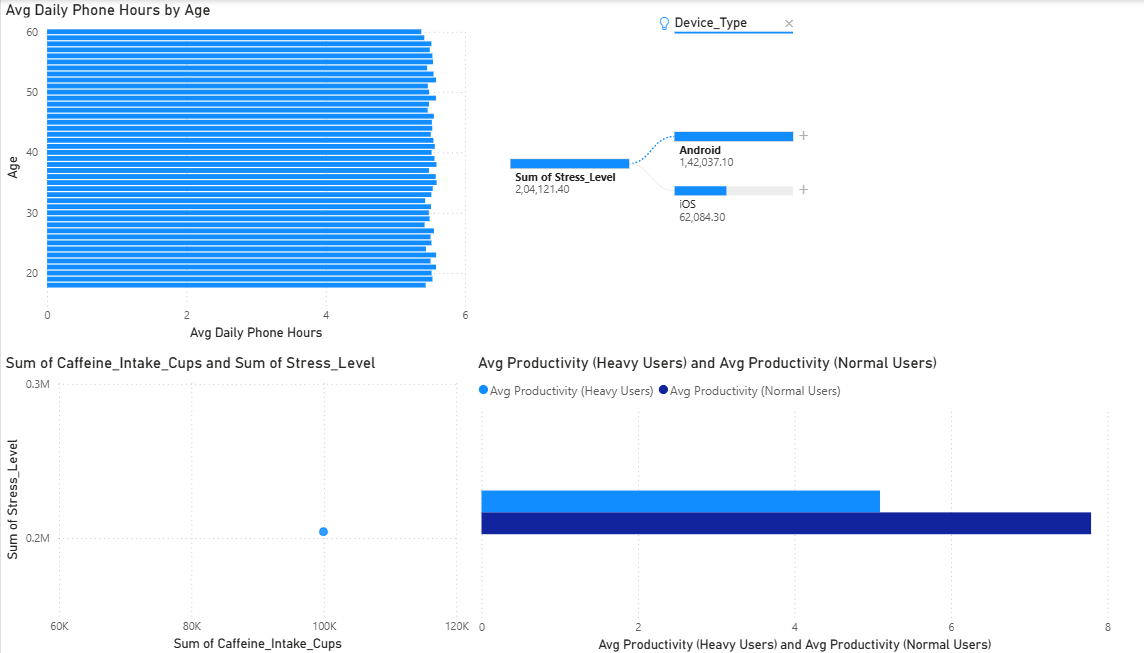 Avg Daily Phone Hours by Age
60
50
40
30
20
Age
0 2 4 6
Avg Daily Phone Hours
Device_Type
Sum of Stress_Level
2,04,121.40
Android
1,42,037.10
iOS
62,084.30
Sum of Caffeine_Intake_Cups and Sum of Stress_Level
0.3M
0.2M
Sum of Stress_Level
60K 80K 100K 120K
Sum of Caffeine_Intake_Cups
Avg Productivity (Heavy Users) and Avg Productivity (Normal Users)
Avg Productivity (Heavy Users) Avg Productivity (Normal Users)
0 2 4 6 8
Avg Productivity (Heavy Users) and Avg Productivity (Normal Users)